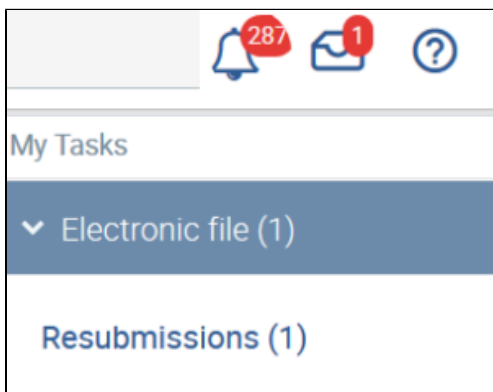 287 1 ?
My Tasks
Electronic file (1)
Resubmissions (1)